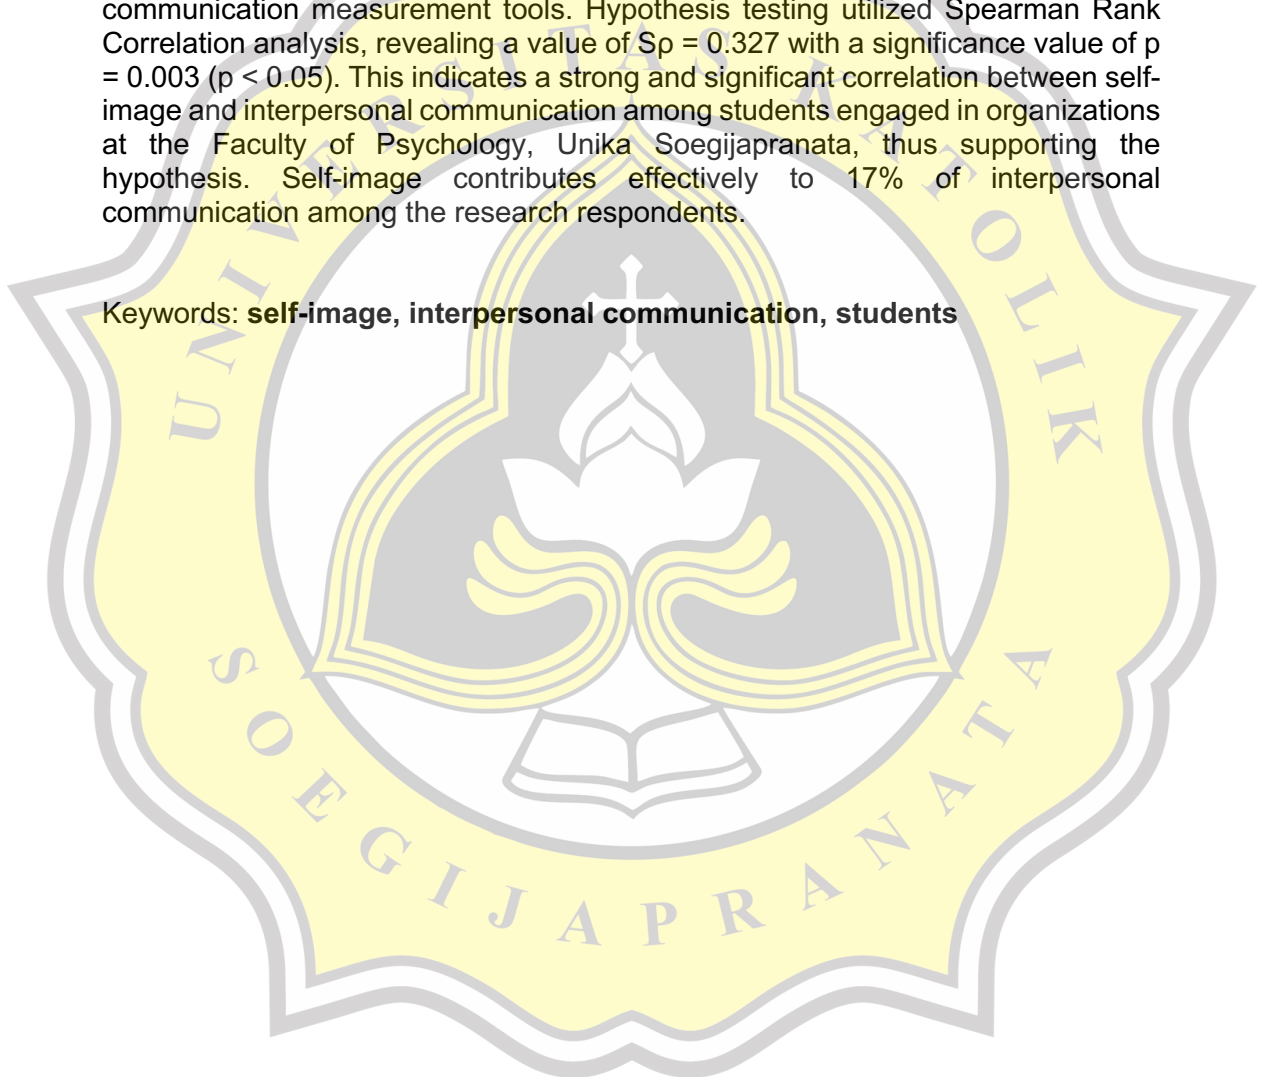 communication measurement tools. Hypothesis testing utilized Spearman Rank
Correlation analysis, revealing a value of Sρ = 0.327 with a significance value of p
= 0.003 (p < 0.05). This indicates a strong and significant correlation between self-
image and interpersonal communication among students engaged in organizations
at the Faculty of Psychology, Unika Soegijapranata, thus supporting the
hypothesis. Self-image contributes effectively to 17% of interpersonal
communication among the research respondents.
Keywords: self-image, interpersonal communication, students
UNIVERSITAS KATOLIK
SOEGIJAPRANATA